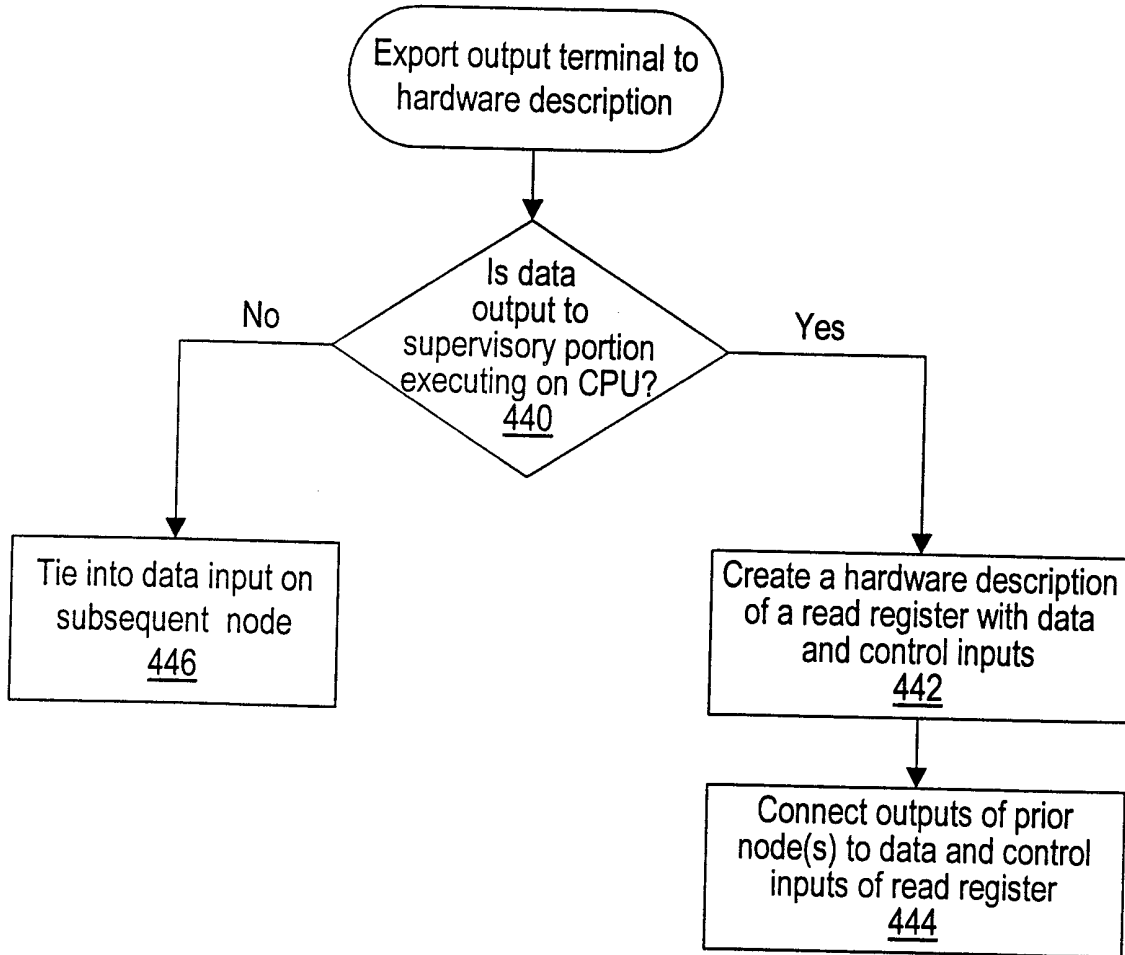 Export output terminal to
hardware description
Is data
output to
supervisory portion
executing on CPU?
440
No
Yes
Tie into data input on
subsequent node
446
Create a hardware description
of a read register with data
and control inputs
442
Connect outputs of prior
node(s) to data and control
inputs of read register
444